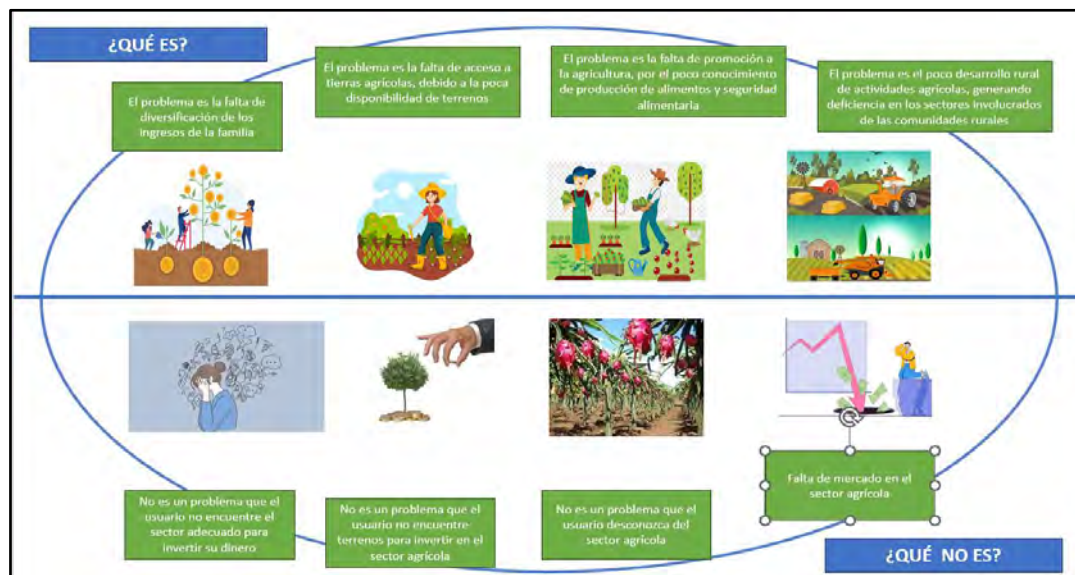 ¿QUÉ ES?
El problema es la falta de
diversificación de los
ingresos de la familia
El problema es la falta de acceso a
tierras agrícolas, debido a la poca
disponibilidad de terrenos
El problema es la falta de promoción a
la agricultura, por el poco conocimiento
de producción de alimentos y seguridad
alimentaria
El problema es el poco desarrollo rural
de actividades agrícolas, generando
deficiencia en los sectores involucrados
de las comunidades rurales
No es un problema que el
usuario no encuentre el
sector adecuado para
invertir su dinero
No es un problema que el
usuario no encuentre
terrenos para invertir en el
sector agrícola
No es un problema que el
usuario desconozca del
sector agrícola
Falta de mercado en el
sector agrícola
¿QUÉ NO ES?